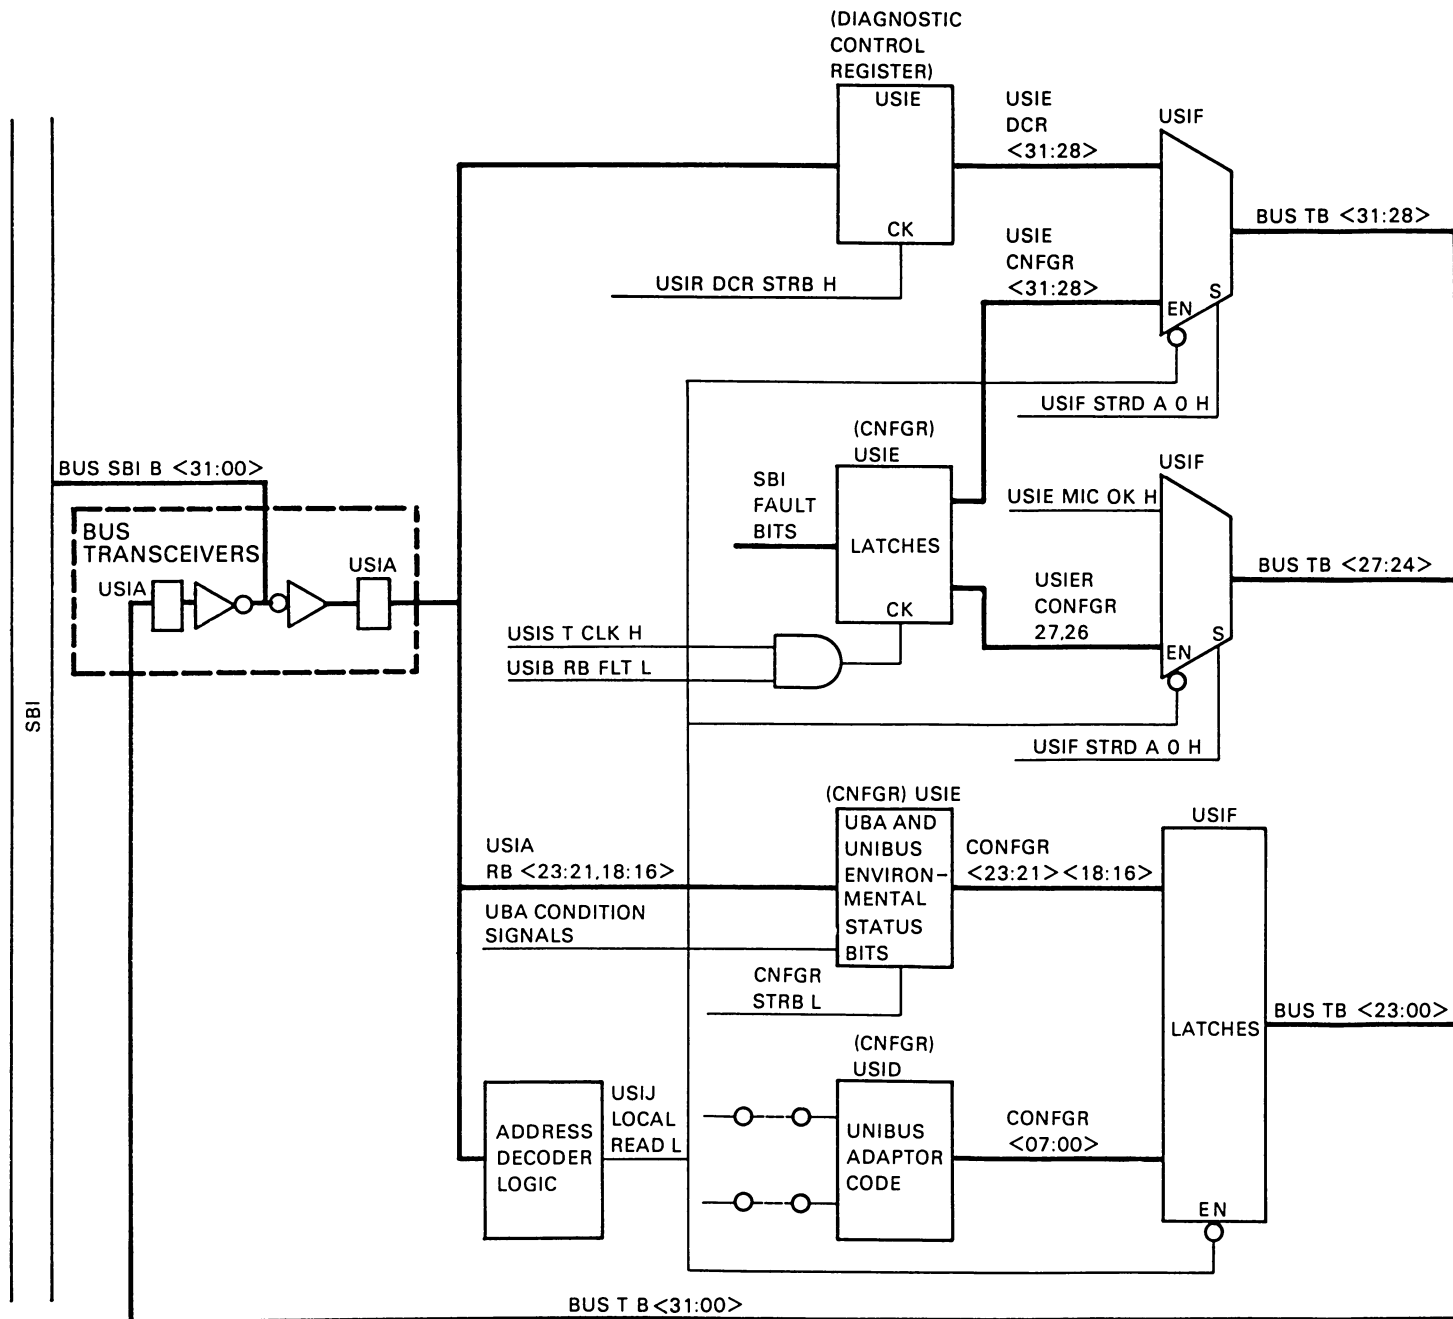 (DIAGNOSTIC
CONTROL
REGISTER)
USIE
CK
USIE
DCR
<31:28>
USIF
BUS TB <31:28>
USIE
CNFGR
<31:28>
EN
S
USIR DCR STRB H
USIF STRD A 0 H
BUS SBI B <31:00>
BUS
TRANSCEIVERS
USIA
USIA
SBI
(CNFGR)
USIE
SBI
FAULT
BITS
LATCHES
CK
USIF
USIE MIC OK H
BUS TB <27:24>
USIER
CONFGR
27,26
EN
S
USIS T CLK H
USIB RB FLT L
USIF STRD A 0 H
(CNFGR) USIE
UBA AND
UNIBUS
ENVIRON-
MENTAL
STATUS
BITS
USIA
RB <23:21,18:16>
UBA CONDITION
SIGNALS
CNFGR
STRB L
CONFGR
<23:21><18:16>
USIF
LATCHES
EN
BUS TB <23:00>
(CNFGR)
USID
UNIBUS
ADAPTOR
CODE
CONFGR
<07:00>
ADDRESS
DECODER
LOGIC
USIJ
LOCAL
READ L
BUS T B<31:00>